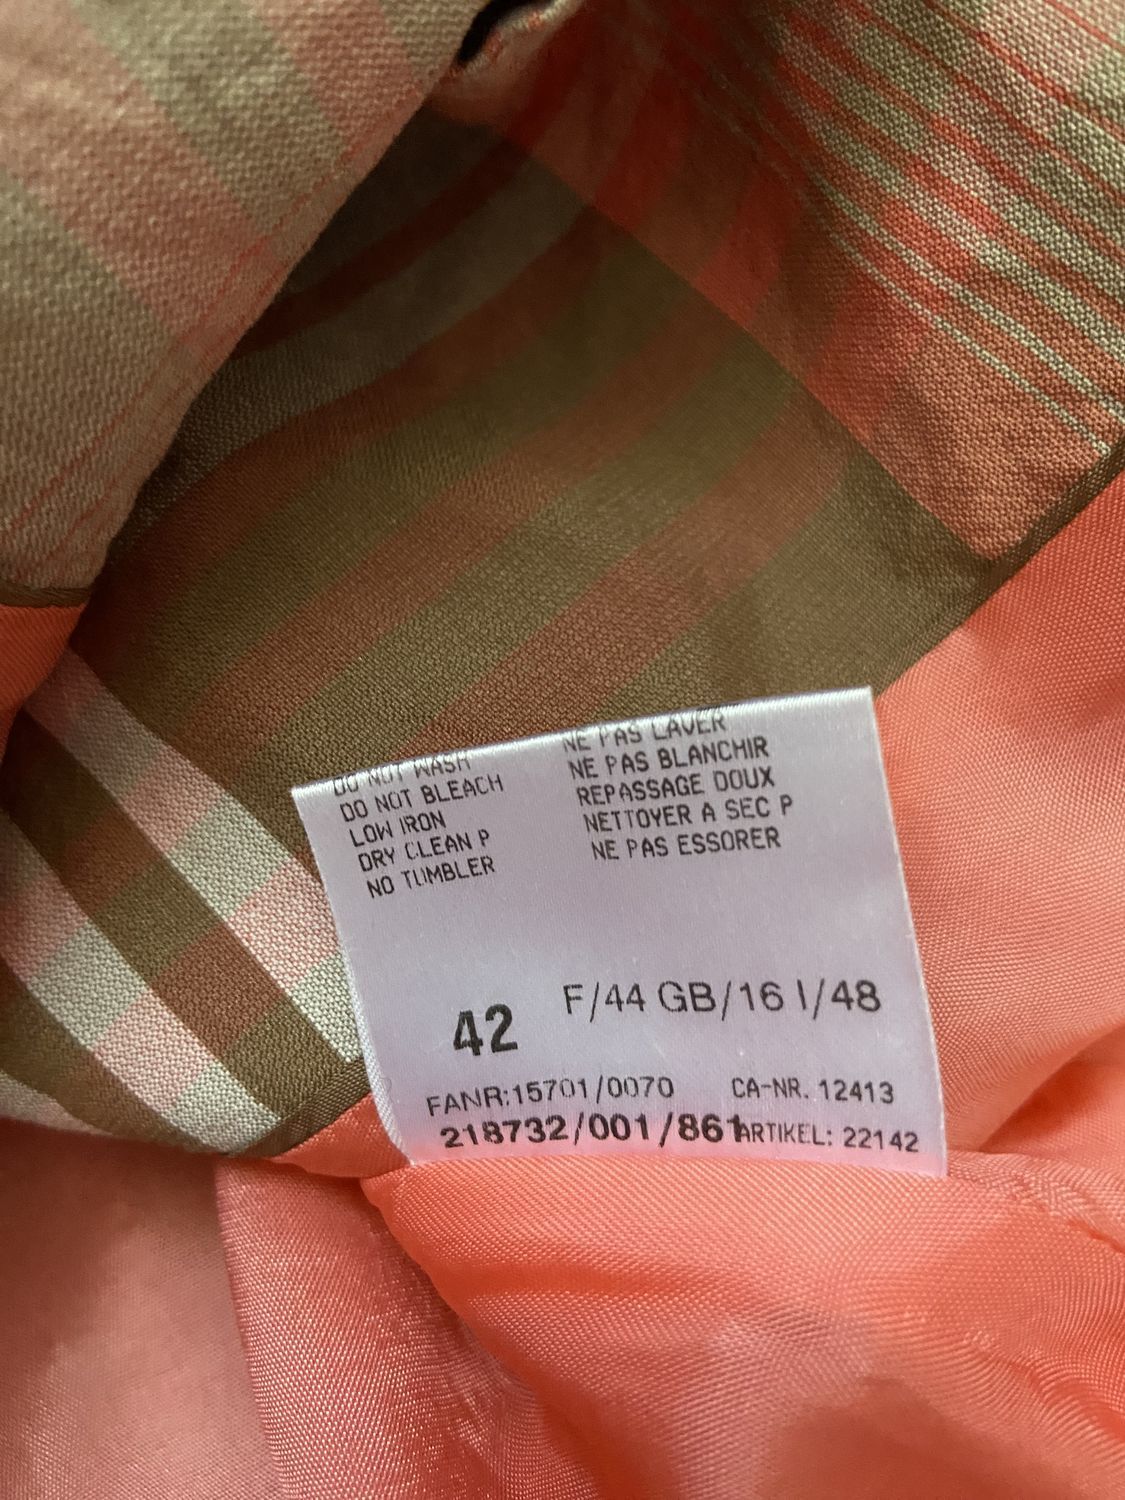 DO NOT WASH
DO NOT BLEACH
LOW IRON
DRY CLEAN P
NO TUMBLER
NE PAS LAVER
NE PAS BLANCHIR
REPASSAGE DOUX
NETTOYER A SEC P
NE PAS ESSORER
42 F/44 GB/16 I/48
FANR:15701/0070 CA-NR. 12413
218732/001/861 ARTIKEL: 22142